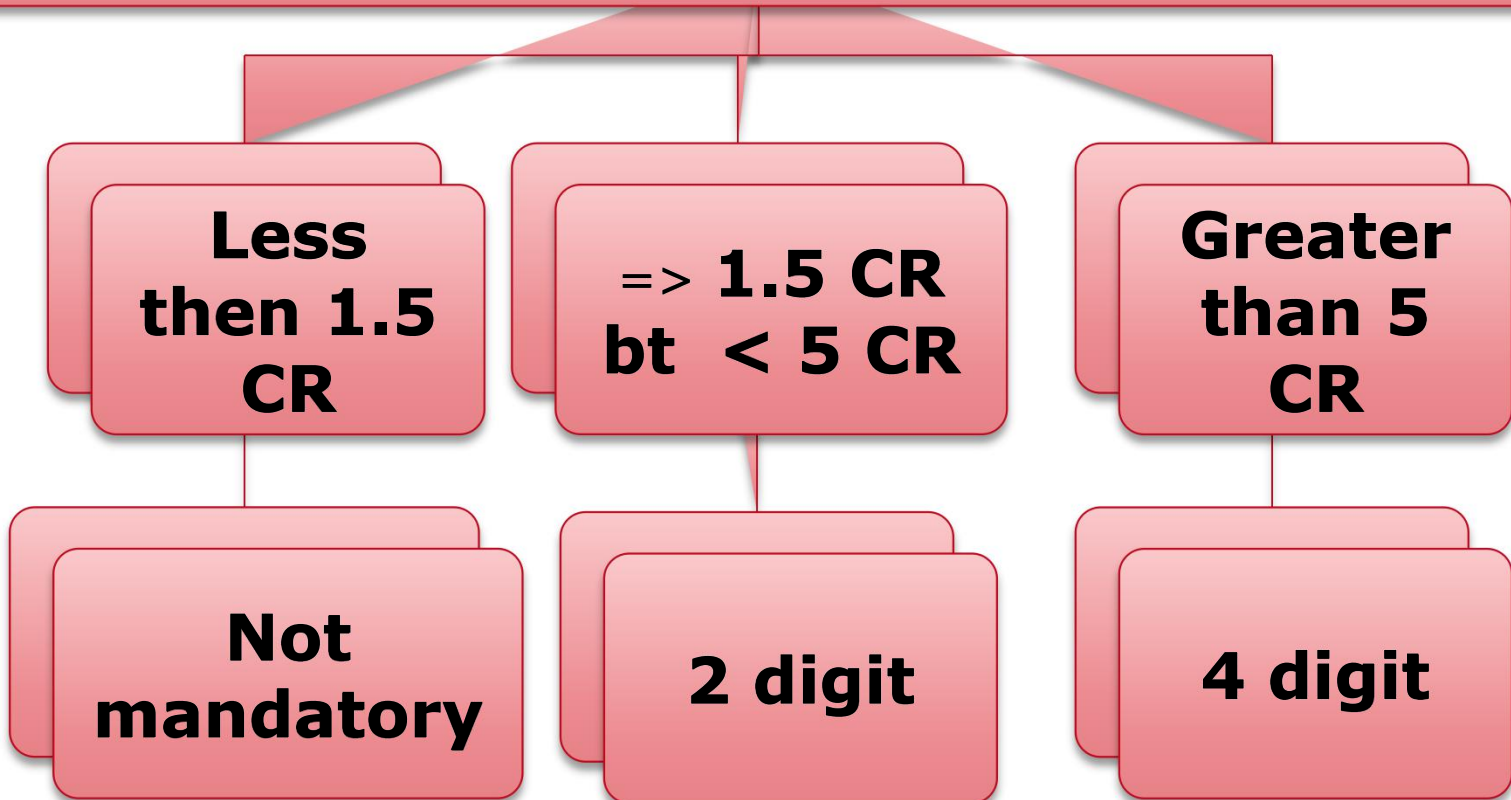 Less
then 1.5
CR
=> 1.5 CR
bt < 5 CR
Greater
than 5
CR
Not
mandatory
2 digit
4 digit